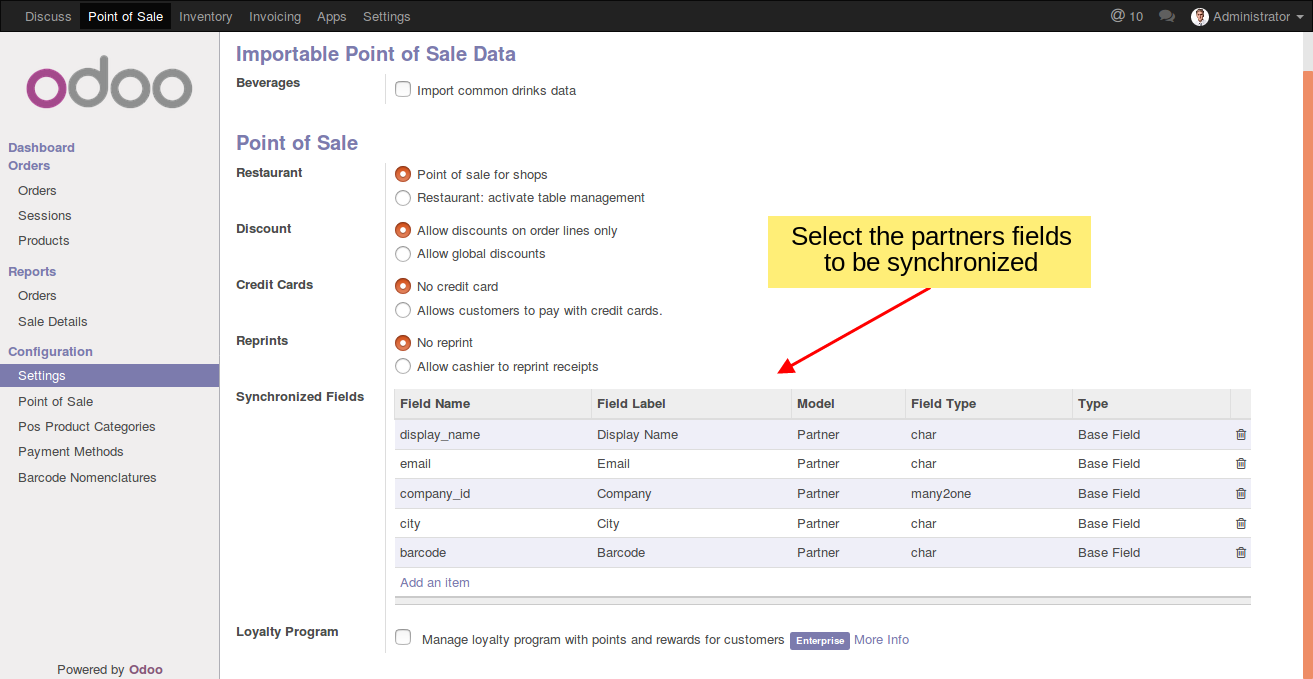 Discuss Point of Sale Inventory Invoicing Apps Settings @ 10 Administrator
odoo
Dashboard
Orders
Orders
Sessions
Products
Reports
Orders
Sale Details
Configuration
Settings
Point of Sale
Pos Product Categories
Payment Methods
Barcode Nomenclatures
Powered by Odoo
Importable Point of Sale Data
Beverages Import common drinks data
Point of Sale
Restaurant Point of sale for shops
Restaurant: activate table management
Discount Allow discounts on order lines only
Allow global discounts
Credit Cards No credit card
Allows customers to pay with credit cards.
Reprints No reprint
Allow cashier to reprint receipts
Select the partners fields
to be synchronized
Synchronized Fields Field Name Field Label Model Field Type Type
display_name Display Name Partner char Base Field
email Email Partner char Base Field
company_id Company Partner many2one Base Field
city City Partner char Base Field
barcode Barcode Partner char Base Field
Add an item
Loyalty Program Manage loyalty program with points and rewards for customers Enterprise More Info